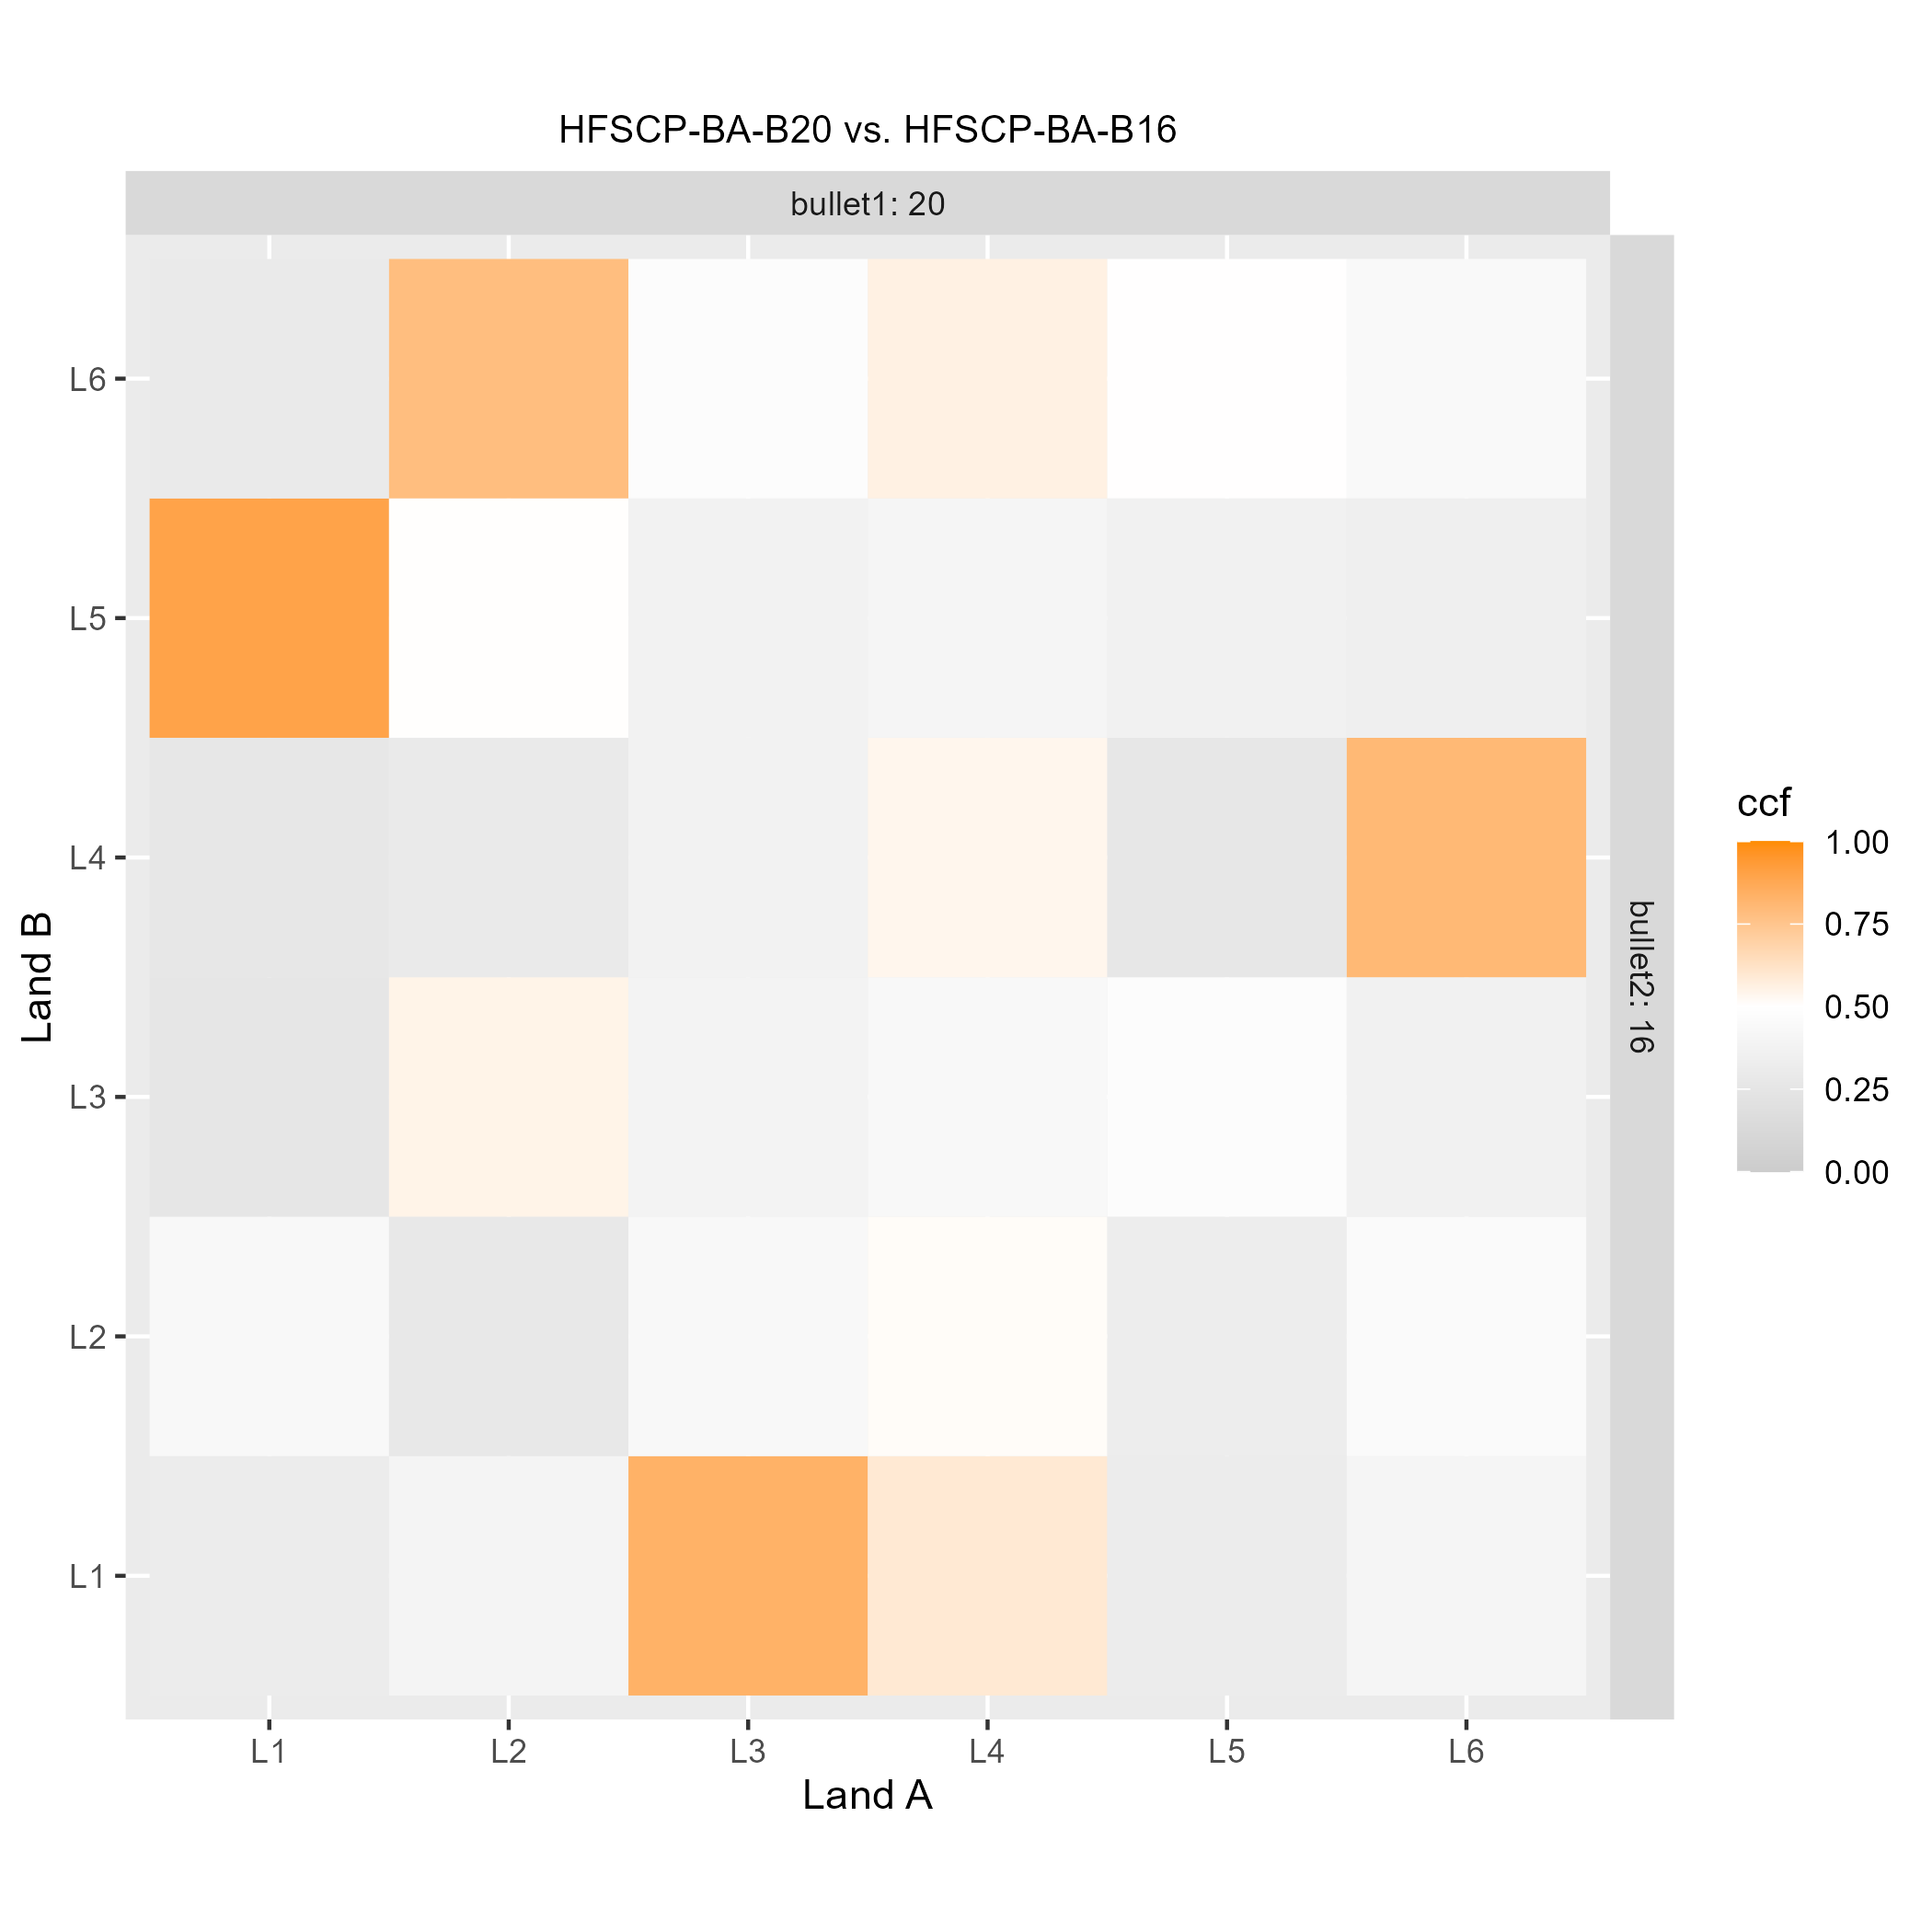 HFSCP-BA-B20 vs. HFSCP-BA-B16
bullet1: 20
L6
L5
L4
L3
L2
L1
Land B
L1
L2
L3
L4
L5
L6
Land A
bullet2: 16
ccf
1.00
0.75
0.50
0.25
0.00